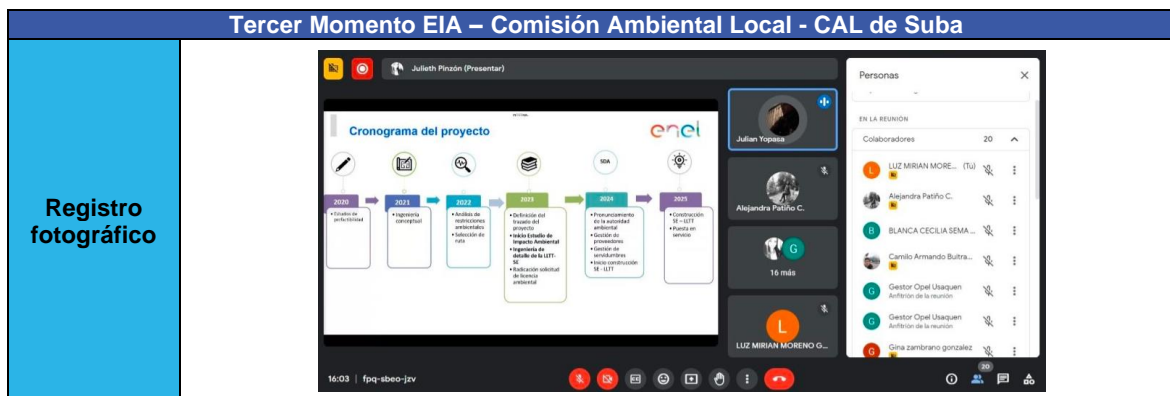 Tercer Momento EIA – Comisión Ambiental Local - CAL de Suba
Registro
fotográfico
Julieth Pinzón (Presentar)
Cronograma del proyecto
enel
SDA
2020
2021
2022
2023
2024
2025
• Estudio de
prefactibilidad
• Ingeniería
conceptual
• Análisis de
restricciones
ambientales
• Selección de
ruta
• Definición del
trazado del
proyecto
• Inicio Estudio de
Impacto Ambiental
• Ingeniería de
detalle de la LLTT-
SE
• Radicación solicitud
de licencia
ambiental
• Pronunciamiento
de la autoridad
ambiental
• Gestión de
proveedores
• Gestión de
servidumbres
• Inicio construcción
SE - LLTT
• Construcción
SE – LLTT
• Puesta en
servicio
Julian Yopasa
Alejandra Patiño C.
G
16 más
L
LUZ MIRIAN MORENO G...
Personas
EN LA REUNIÓN
Colaboradores 20
L LUZ MIRIAN MORE... (Tú)
Alejandra Patiño C.
B BLANCA CECILIA SEMA ...
Camilo Armando Buitra...
G Gestor Opel Usaquen
Anfitrión de la reunión
G Gestor Opel Usaquen
Anfitrión de la reunión
G Gina zambrano gonzalez
16:03 | fpq-sbeo-jzv
20